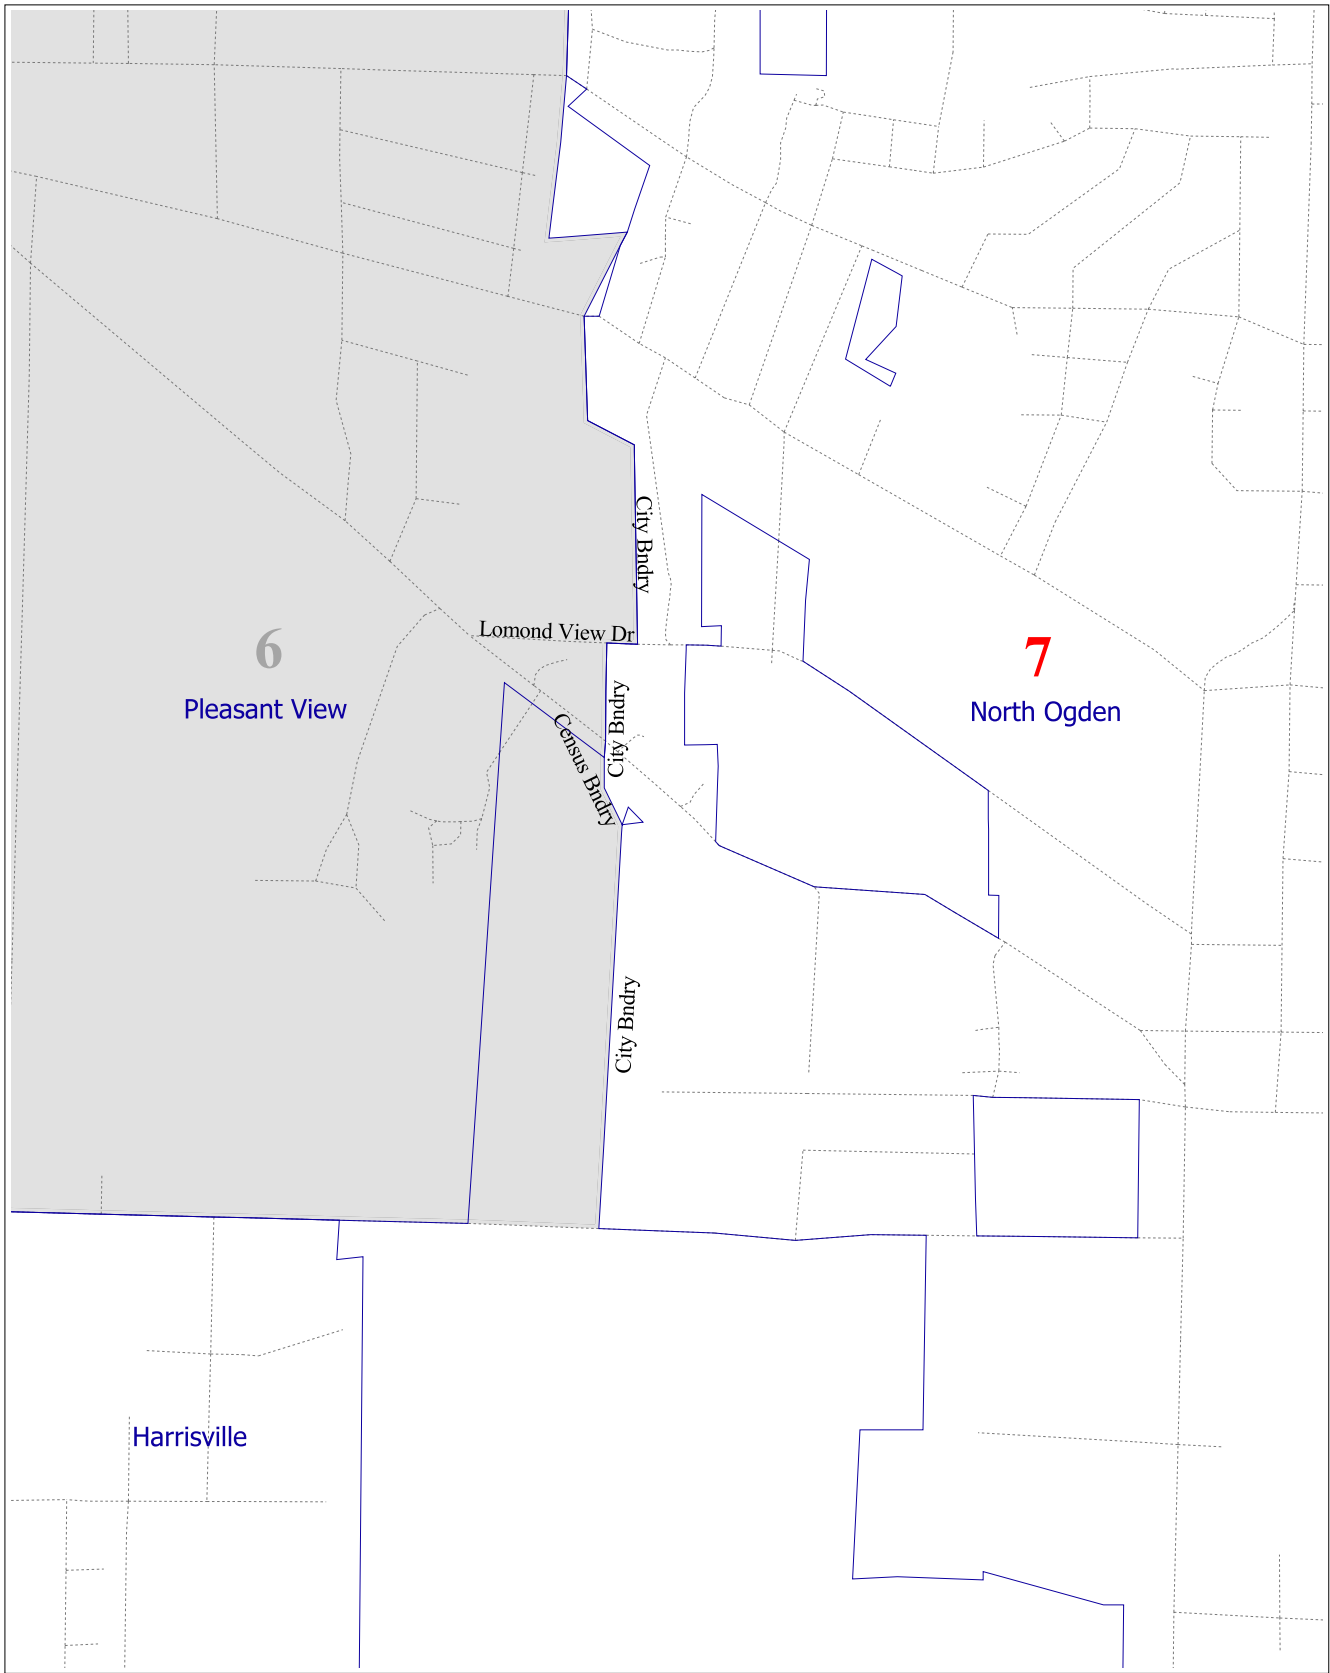 City Bndry
Lomond View Dr
6
7
Pleasant View
North Ogden
City Bndry
Census Bndry
City Bndry
Harrisville